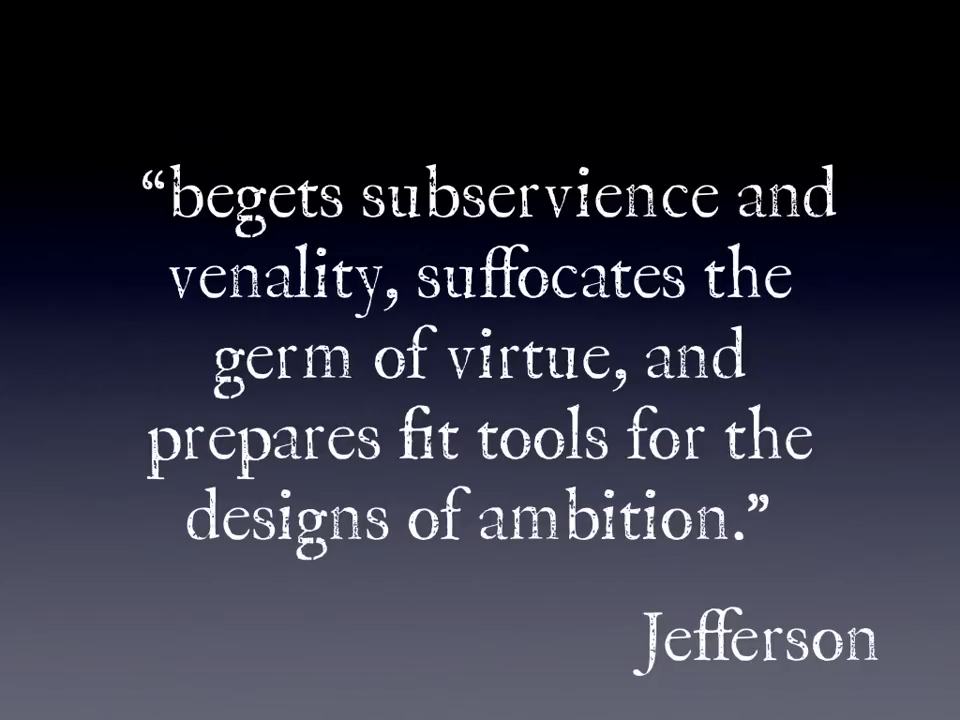 “begets subservience and
venality, suffocates the
germ of virtue, and
prepares fit tools for the
designs of ambition.”
Jefferson